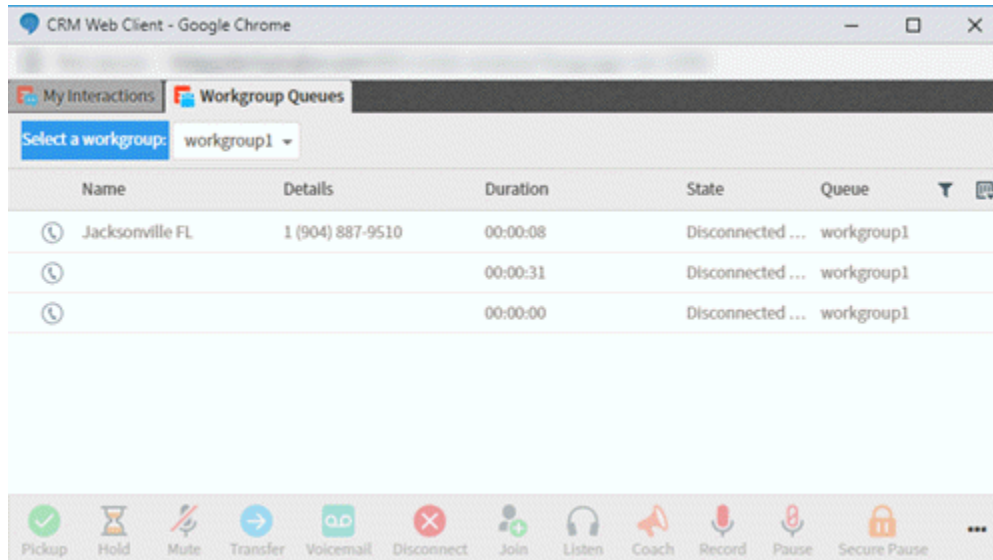 CRM Web Client - Google Chrome
My Interactions Workgroup Queues
Select a workgroup: workgroup1
Name Details Duration State Queue
Jacksonville FL 1 (904) 887-9510 00:00:08 Disconnected ... workgroup1
00:00:31 Disconnected ... workgroup1
00:00:00 Disconnected ... workgroup1
Pickup Hold Mute Transfer Voicemail Disconnect Join Listen Coach Record Pause Secure Pause